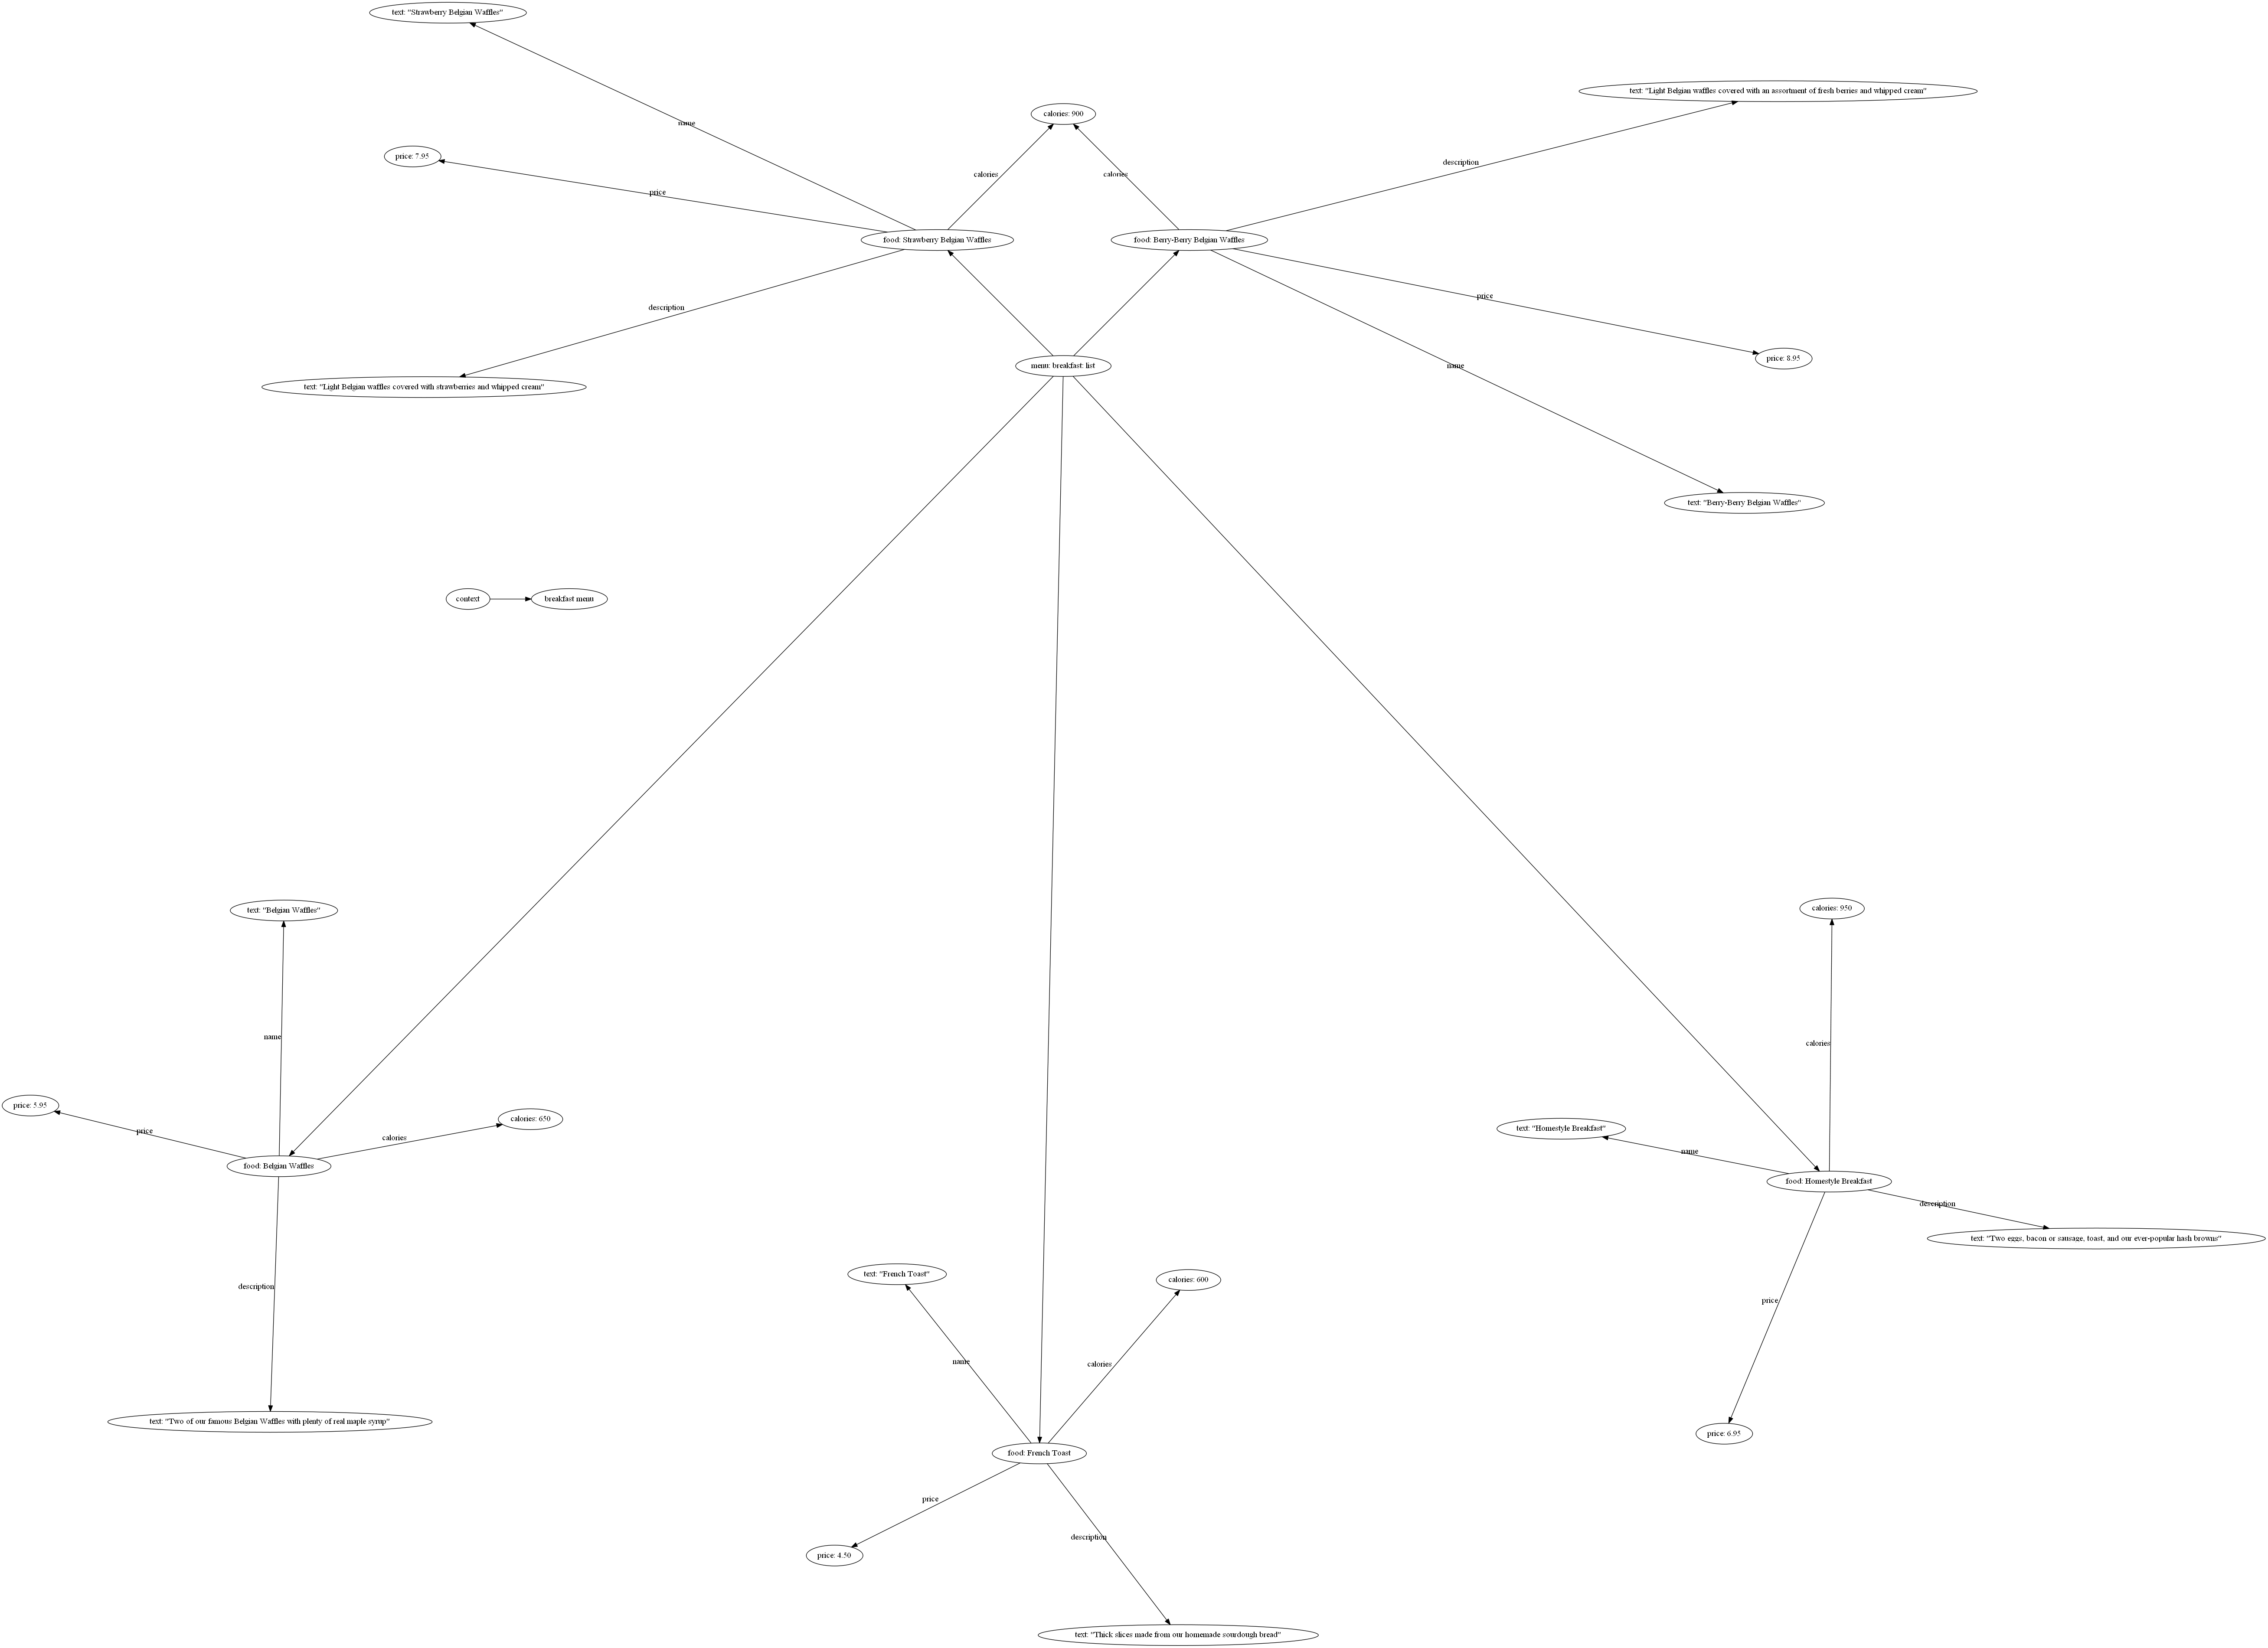 text: "Strawberry Belgian Waffles"
text: "Light Belgian waffles covered with an assortment of fresh berries and whipped cream"
calories: 900
name
price: 7.95
description
calories
calories
price
food: Strawberry Belgian Waffles
food: Berry-Berry Belgian Waffles
price
description
price: 8.95
menu: breakfast: list
name
text: "Light Belgian waffles covered with strawberries and whipped cream"
text: "Berry-Berry Belgian Waffles"
context
breakfast menu
calories: 950
text: "Belgian Waffles"
name
calories
price: 5.95
calories: 650
text: "Homestyle Breakfast"
price
calories
name
food: Belgian Waffles
food: Homestyle Breakfast
description
text: "Two eggs, bacon or sausage, toast, and our ever-popular hash browns"
text: "French Toast"
calories: 600
description
price
name
calories
text: "Two of our famous Belgian Waffles with plenty of real maple syrup"
price: 6.95
food: French Toast
price
description
price: 4.50
text: "Thick slices made from our homemade sourdough bread"